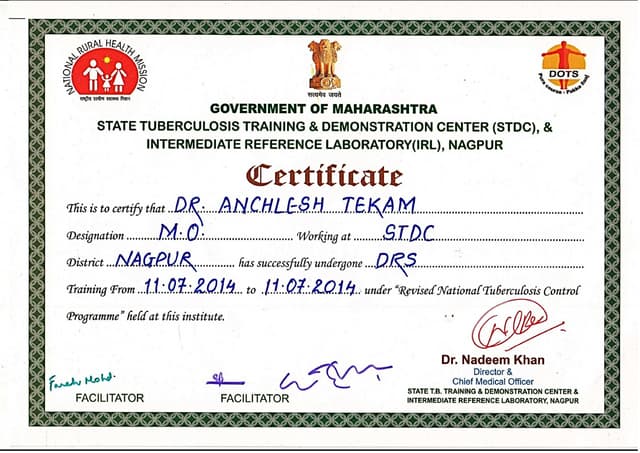 NATIONAL RURAL HEALTH MISSION
राष्ट्रीय ग्रामीण स्वास्थ्य मिशन
सत्यमेव जयते
DOTS
Pura course - Pakka ilaaj
GOVERNMENT OF MAHARASHTRA
STATE TUBERCULOSIS TRAINING & DEMONSTRATION CENTER (STDC), &
INTERMEDIATE REFERENCE LABORATORY(IRL), NAGPUR
Certificate
This is to certify that DR. ANCHLESH TEKAM
Designation M.O. Working at STDC
District NAGPUR has successfully undergone DRS
Training From 11.07.2014 to 11.07.2014 under "Revised National Tuberculosis Control
Programme" held at this institute.
Dr. Nadeem Khan
Director &
Chief Medical Officer
STATE T.B. TRAINING & DEMONSTRATION CENTER &
INTERMEDIATE REFERENCE LABORATORY, NAGPUR
FACILITATOR
FACILITATOR